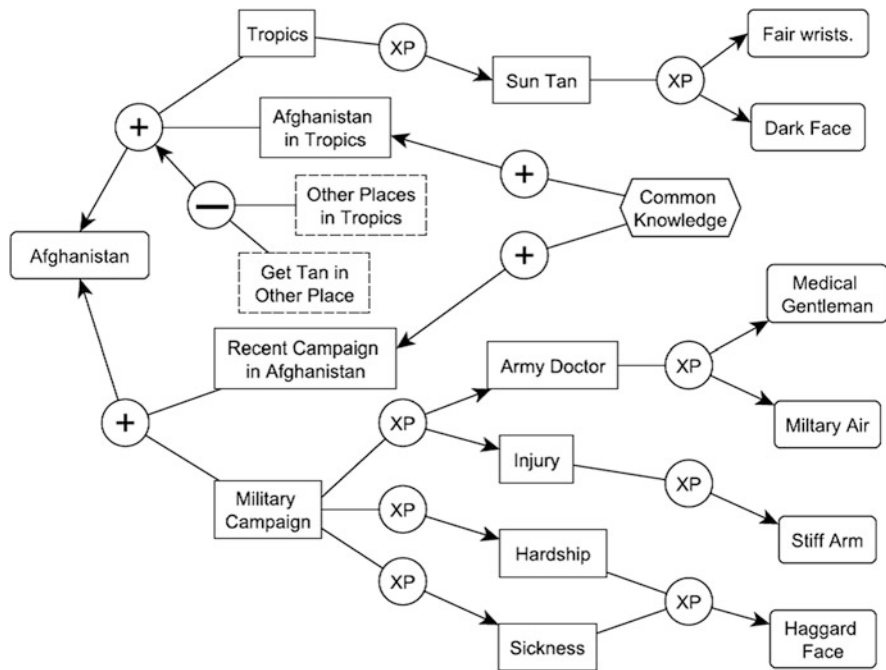 Tropics
XP
Sun Tan
XP
Fair wrists.
Dark Face
+
Afghanistan
in Tropics
+
Common
Knowledge
−
Other Places
in Tropics
Get Tan in
Other Place
+
Afghanistan
Recent Campaign
in Afghanistan
+
Military
Campaign
XP
Army Doctor
XP
Medical
Gentleman
Miltary Air
Injury
XP
Stiff Arm
XP
Hardship
XP
Sickness
XP
Haggard
Face